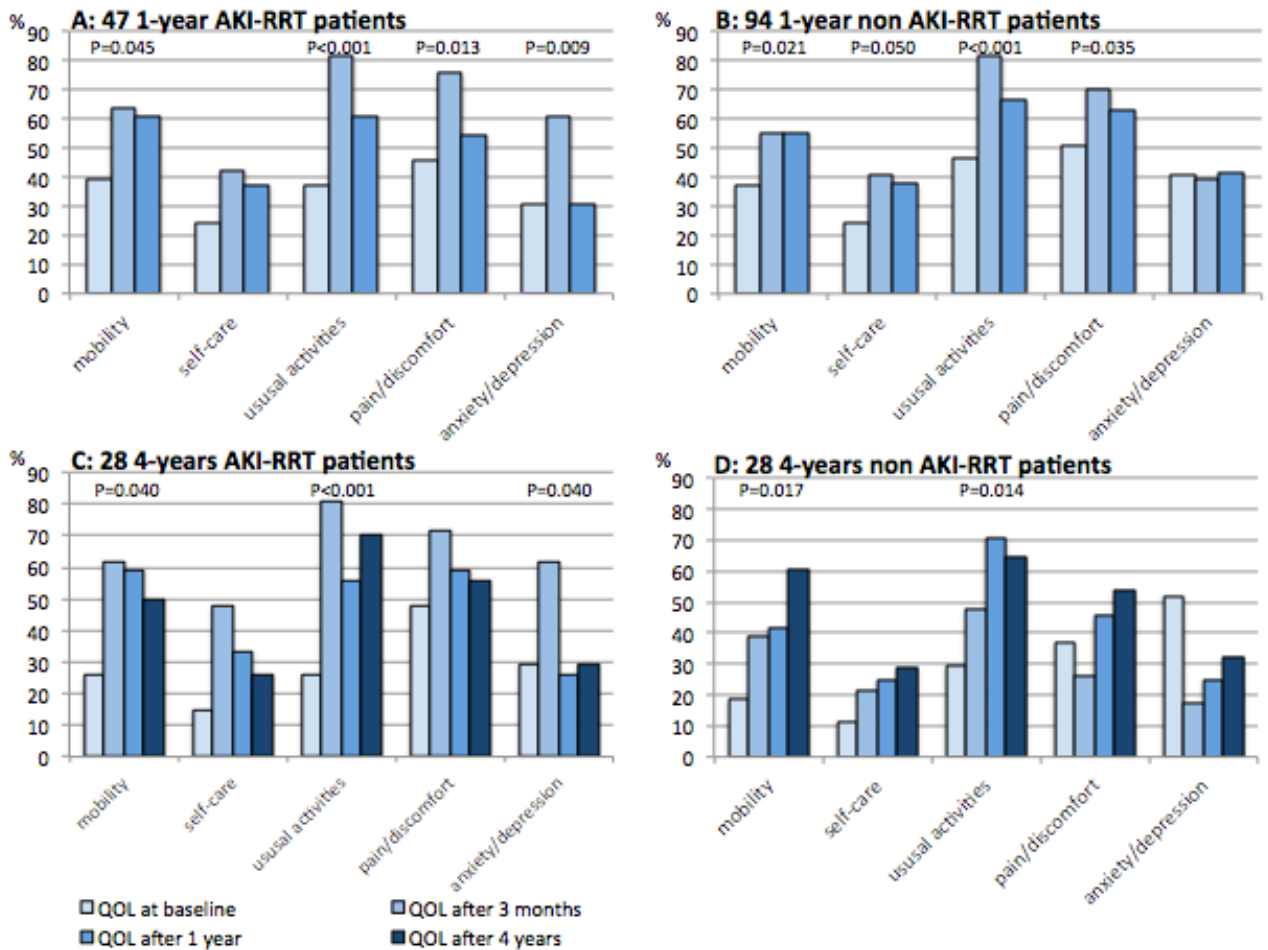 A: 47 1-year AKI-RRT patients
%
90
P=0.045 P<0.001 P=0.013 P=0.009
80
70
60
50
40
30
20
10
0
mobility
self-care
ususal activities
pain/discomfort
anxiety/depression
B: 94 1-year non AKI-RRT patients
%
90
P=0.021 P=0.050 P<0.001 P=0.035
80
70
60
50
40
30
20
10
0
mobility
self-care
ususal activities
pain/discomfort
anxiety/depression
C: 28 4-years AKI-RRT patients
%
90
P=0.040 P<0.001 P=0.040
80
70
60
50
40
30
20
10
0
mobility
self-care
ususal activities
pain/discomfort
anxiety/depression
D: 28 4-years non AKI-RRT patients
%
90
P=0.017 P=0.014
80
70
60
50
40
30
20
10
0
mobility
self-care
ususal activities
pain/discomfort
anxiety/depression
QOL at baseline
QOL after 3 months
QOL after 1 year
QOL after 4 years